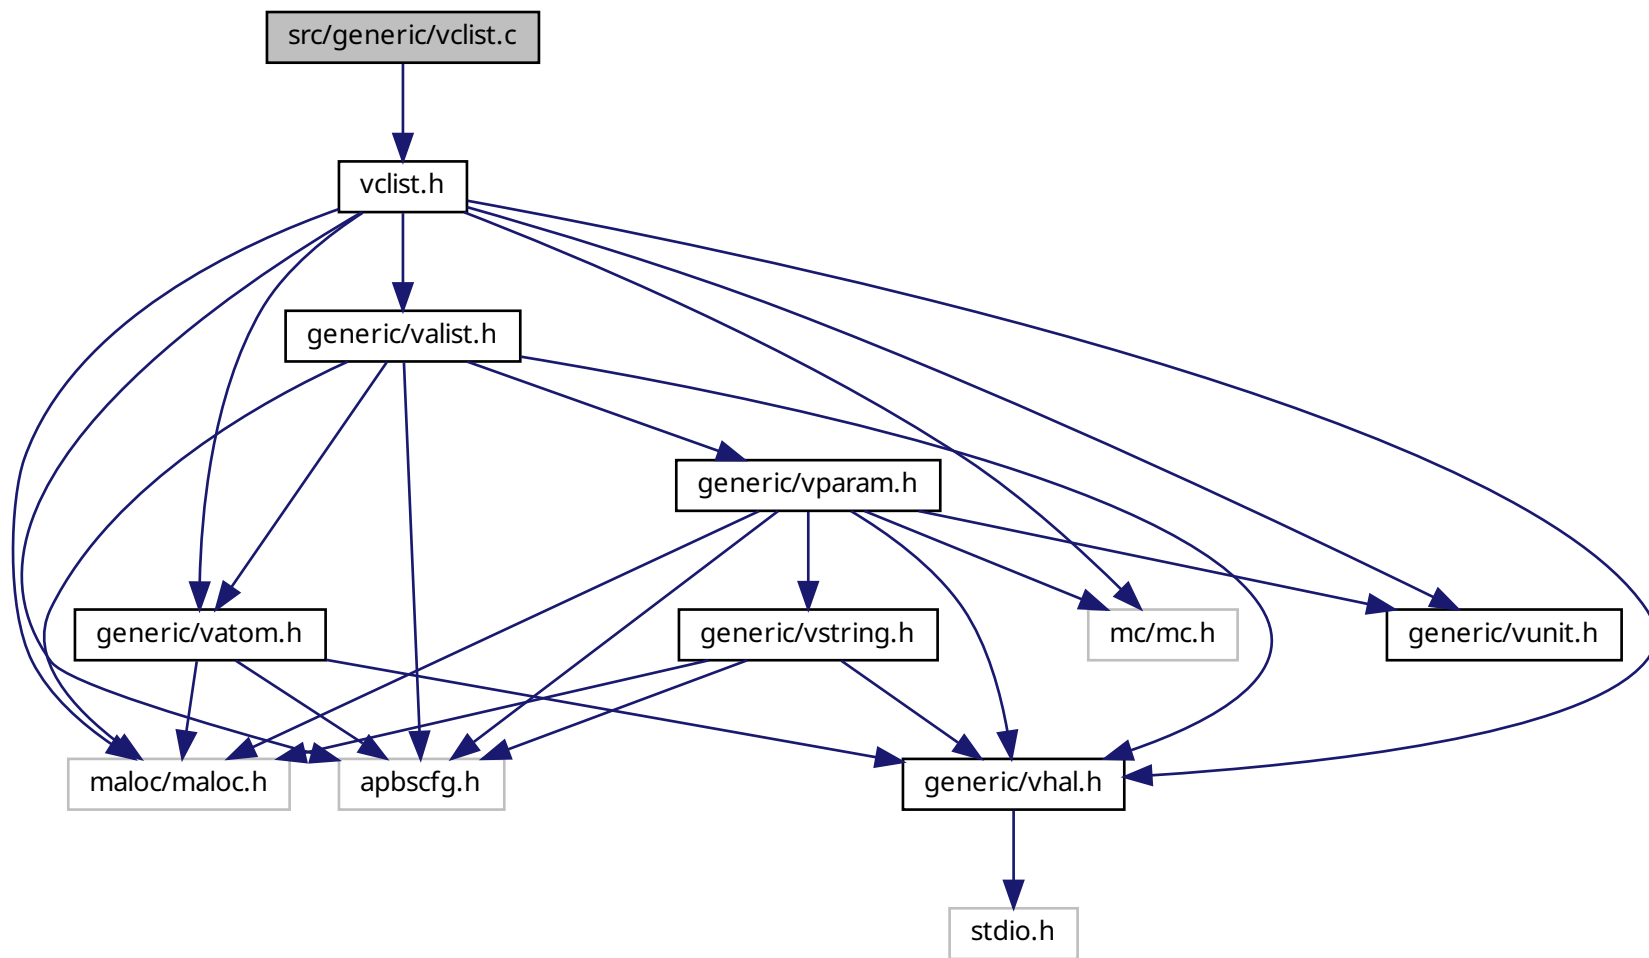 src/generic/vclist.c
vclist.h
generic/valist.h
generic/vparam.h
generic/vatom.h
generic/vstring.h
mc/mc.h
generic/vunit.h
maloc/maloc.h
apbscfg.h
generic/vhal.h
stdio.h